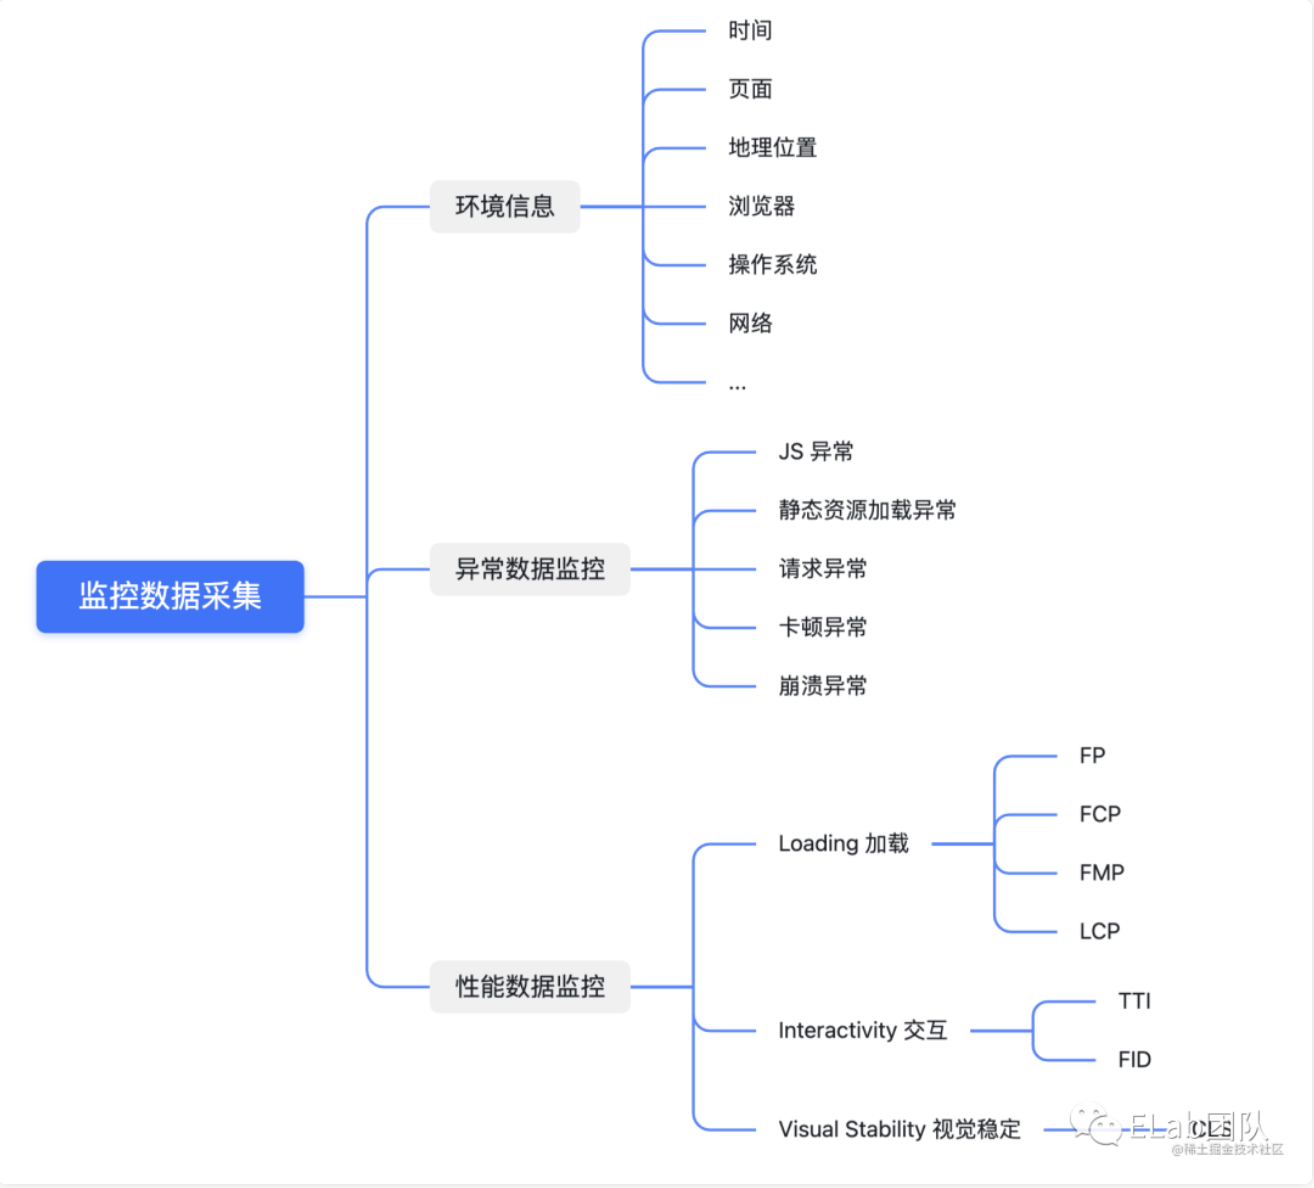 监控数据采集
环境信息
时间
页面
地理位置
浏览器
操作系统
网络
...
异常数据监控
JS 异常
静态资源加载异常
请求异常
卡顿异常
崩溃异常
性能数据监控
Loading 加载
FP
FCP
FMP
LCP
Interactivity 交互
TTI
FID
Visual Stability 视觉稳定
CLS
ELab团队
@稀土掘金技术社区